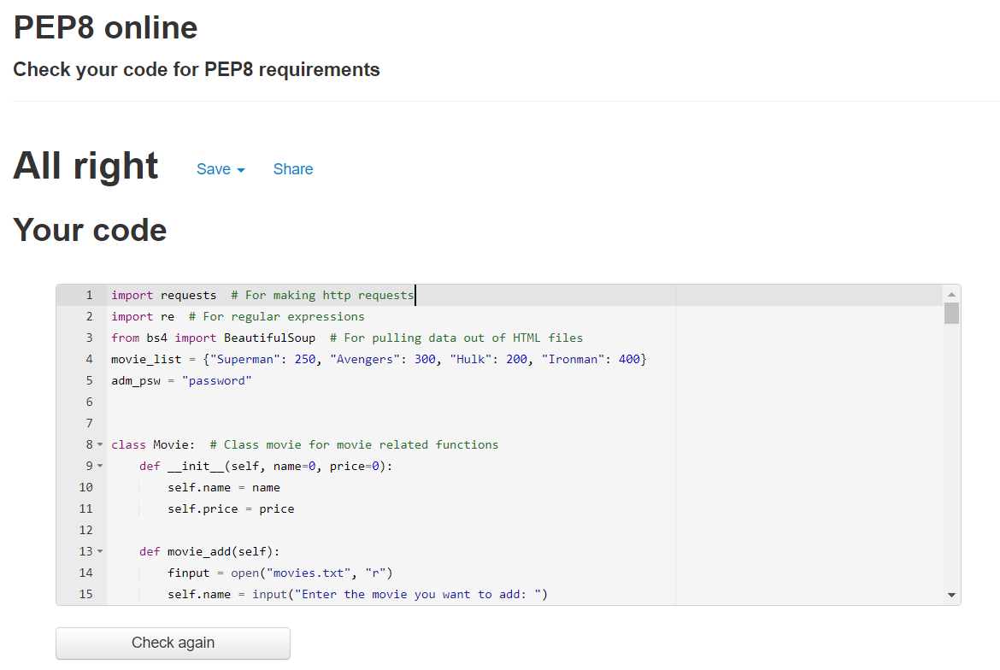 PEP8 online
Check your code for PEP8 requirements
All right Save Share
Your code
1 import requests  # For making http requests
2 import re  # For regular expressions
3 from bs4 import BeautifulSoup  # For pulling data out of HTML files
4 movie_list = {"Superman": 250, "Avengers": 300, "Hulk": 200, "Ironman": 400}
5 adm_psw = "password"
6
7
8 class Movie:  # Class movie for movie related functions
9     def __init__(self, name=0, price=0):
10         self.name = name
11         self.price = price
12
13     def movie_add(self):
14         finput = open("movies.txt", "r")
15         self.name = input("Enter the movie you want to add: ")
Check again